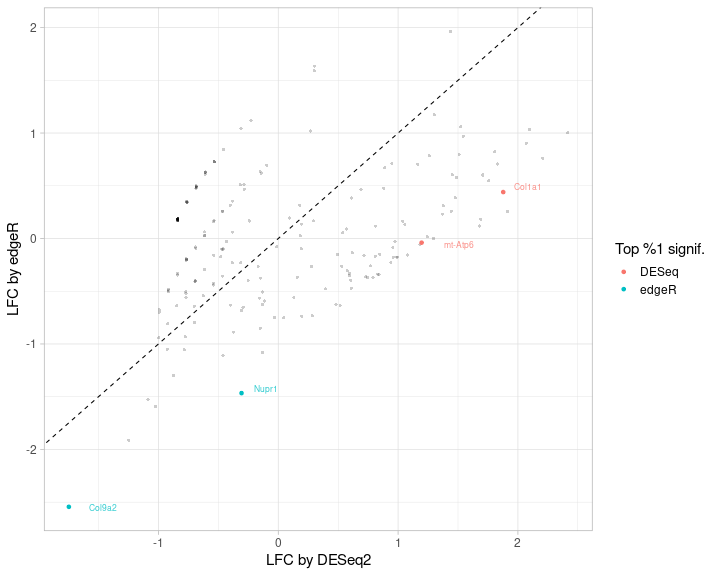 2
1
0
-1
-2
LFC by edgeR
Col1a1
mt-Atp6
Nupr1
Col9a2
-1
0
1
2
LFC by DESeq2
Top %1 signif.
DESeq
edgeR